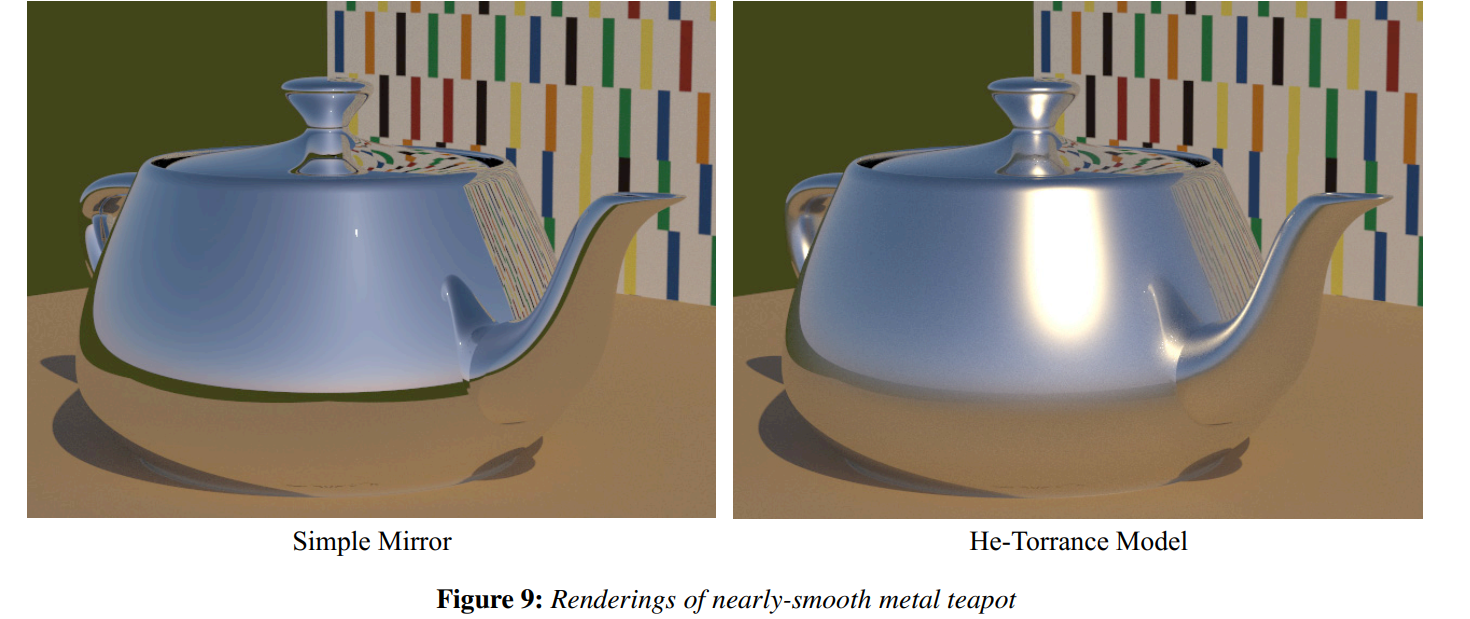 Simple Mirror
He-Torrance Model
Figure 9: Renderings of nearly-smooth metal teapot